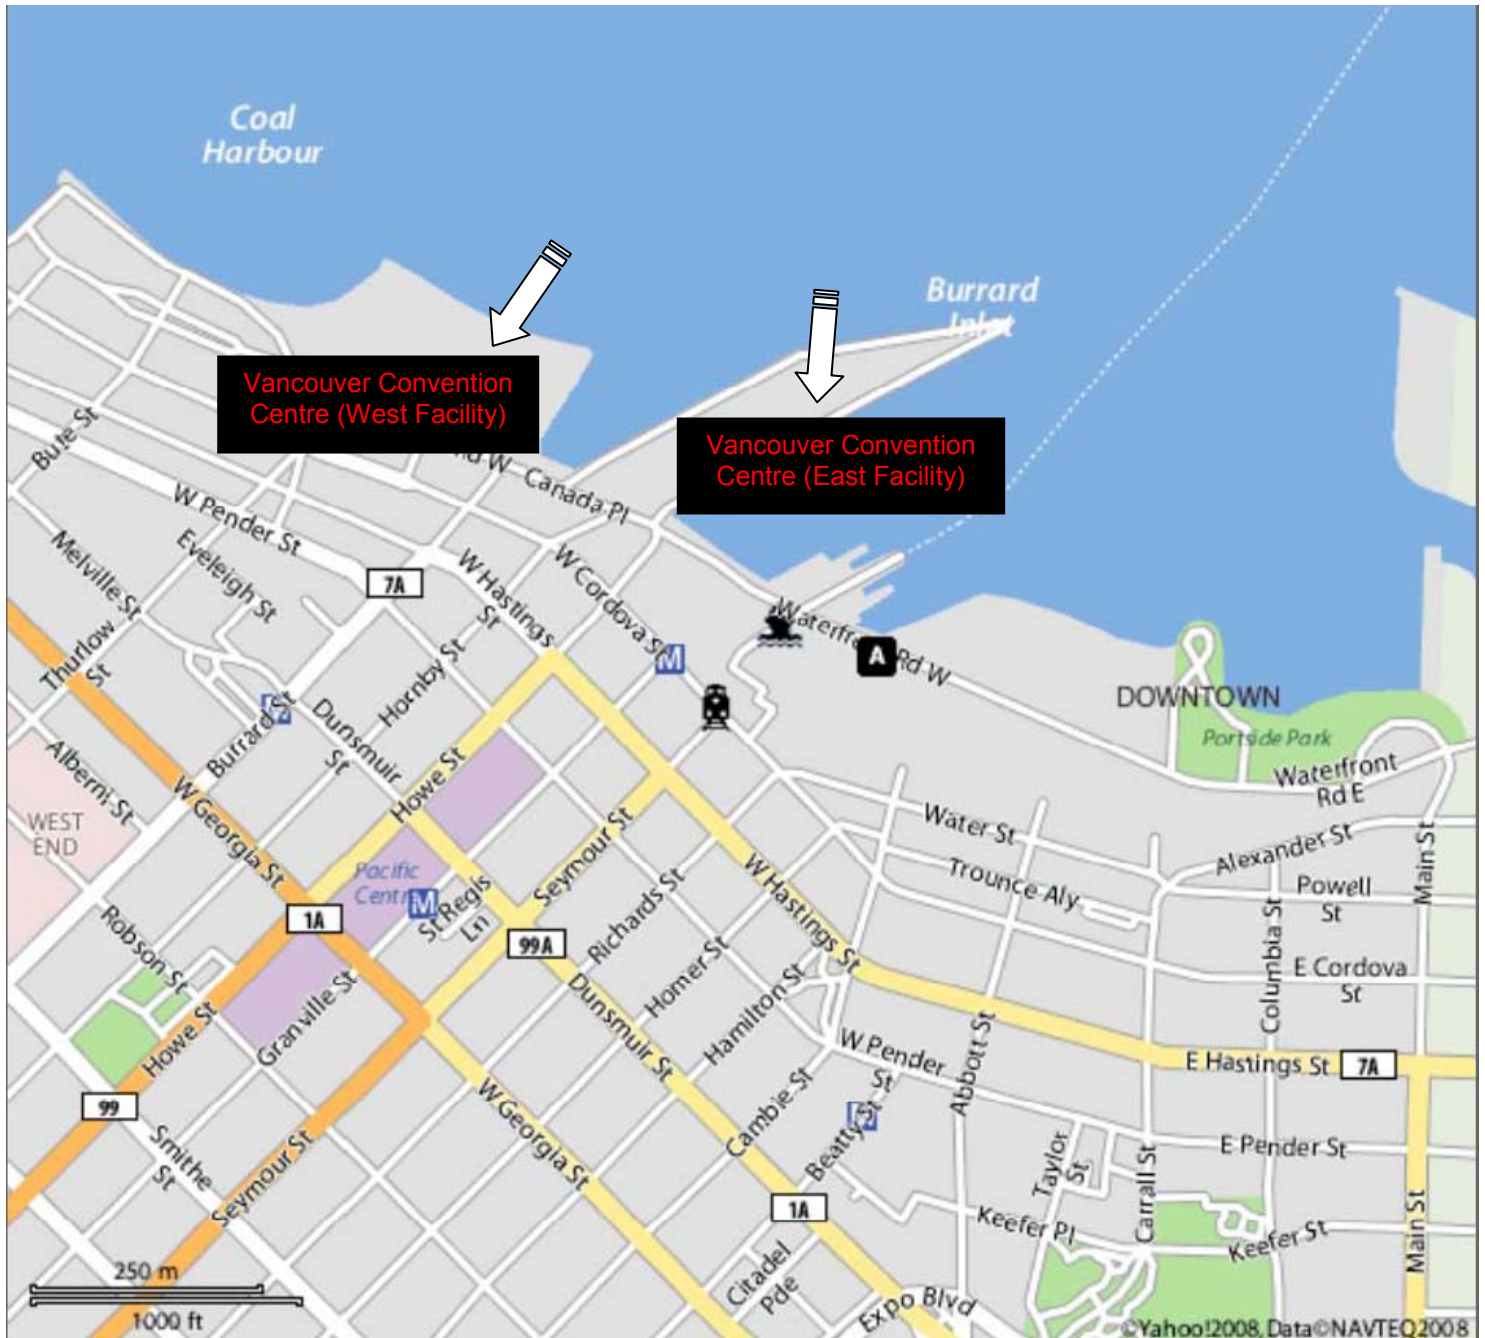 Coal
Harbour
Burrard
Inlet
Vancouver Convention
Centre (West Facility)
Vancouver Convention
Centre (East Facility)
Bute St
nd W
Canada Pl
W Pender St
Melville St
Eveleigh St
7A
W Hastings
St
W Cordova St
M
Waterfront Rd W
A
Thurlow
St
Hornby St
Dunsmuir
St
Burrard St
DOWNTOWN
Portside Park
Waterfront
Rd E
Alberni St
WEST
END
W Georgia St
Howe St
Pacific
Centre
M
St Regis
Ln
Seymour St
Richards St
W Hastings St
Water St
Trounce Aly
Alexander St
Powell
St
Main St
1A
99A
Robson St
Howe St
Granville St
Homer St
Hamilton St
Dunsmuir St
W Pender
St
Abbott St
Columbia St
E Cordova
St
E Hastings St
7A
99
Smithe
St
Seymour St
W Georgia St
Cambie St
Beatty St
1A
Taylor
St
Carrall St
E Pender St
Keefer Pl
Keefer St
Main St
Citadel
Pde
Expo Blvd
250 m
1000 ft
©Yahoo!2008, Data©NAVTEQ2008